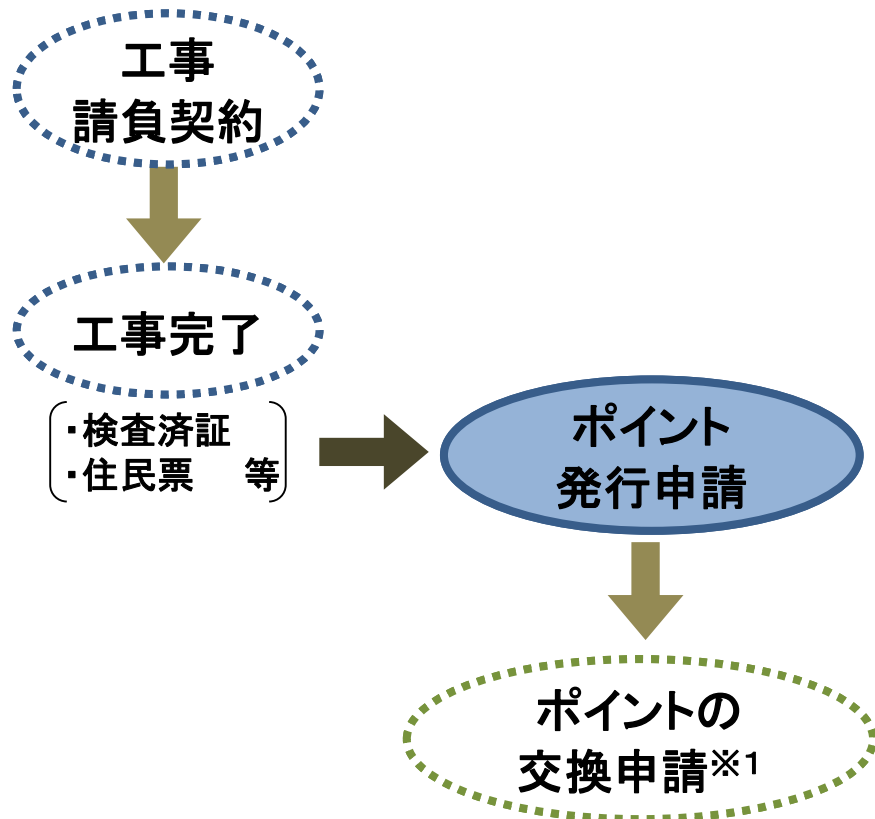 工事
請負契約
工事完了
・検査済証
・住民票 等
ポイント
発行申請
ポイントの
交換申請※1